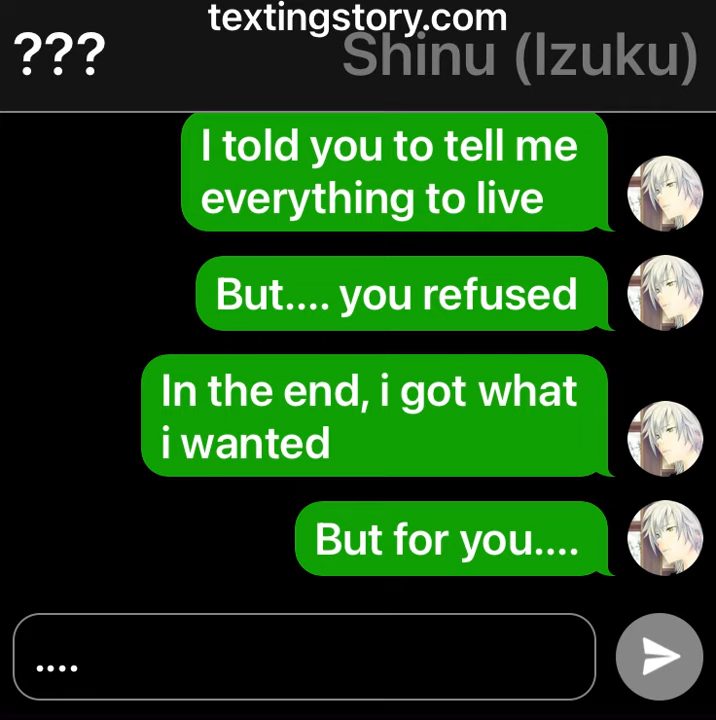 textingstory.com
???
Shinu (Izuku)
I told you to tell me
everything to live
But.... you refused
In the end, i got what
i wanted
But for you....
....